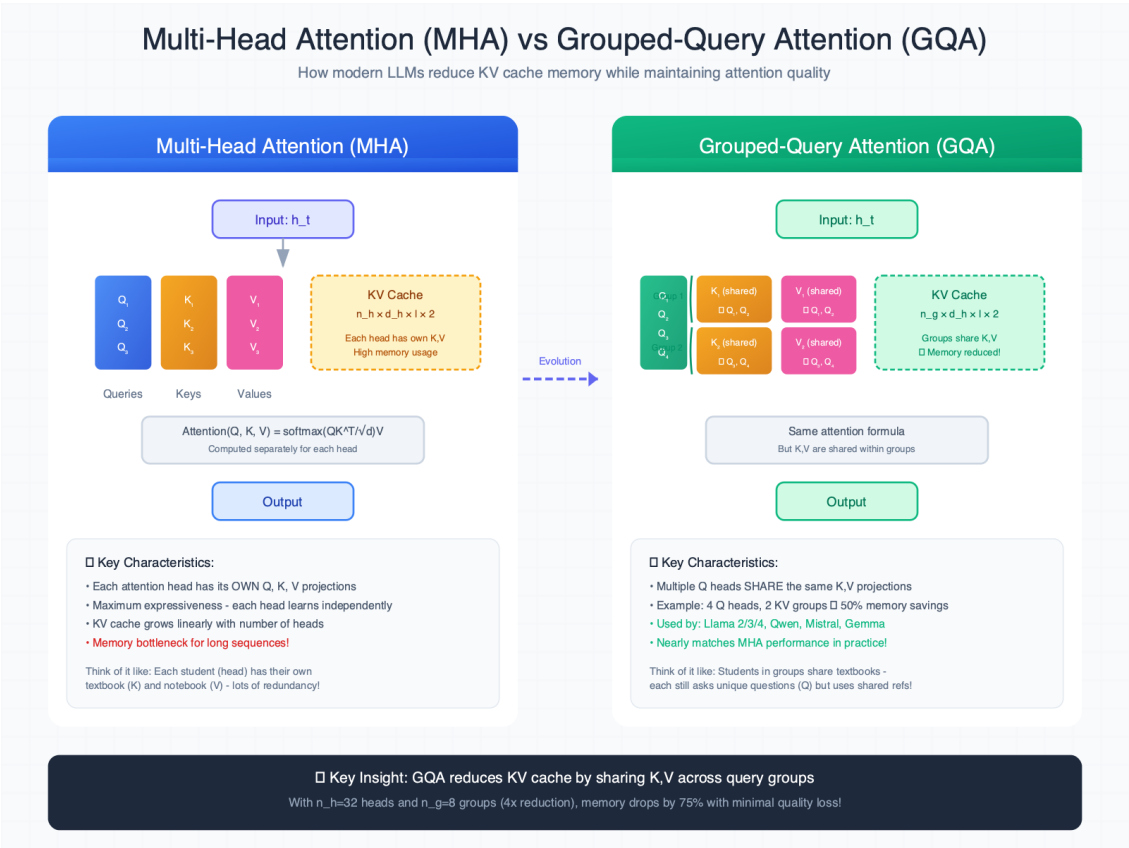 Multi-Head Attention (MHA) vs Grouped-Query Attention (GQA)
How modern LLMs reduce KV cache memory while maintaining attention quality
Multi-Head Attention (MHA)
Input: h_t
Q₁
Q₂
Q₃
K₁
K₂
K₃
V₁
V₂
V₃
KV Cache
n_h × d_h × l × 2
Each head has own K,V
High memory usage
Queries
Keys
Values
Attention(Q, K, V) = softmax(QK^T/√d)V
Computed separately for each head
Output
Key Characteristics:
• Each attention head has its OWN Q, K, V projections
• Maximum expressiveness - each head learns independently
• KV cache grows linearly with number of heads
• Memory bottleneck for long sequences!
Think of it like: Each student (head) has their own
textbook (K) and notebook (V) - lots of redundancy!
Evolution
Grouped-Query Attention (GQA)
Input: h_t
Group 1
Q₁
Q₂
Q₃
Group 2
Q₄
K₁ (shared)
V₁ (shared)
K₂ (shared)
V₂ (shared)
KV Cache
n_g × d_h × l × 2
Groups share K,V
Memory reduced!
Same attention formula
But K,V are shared within groups
Output
Key Characteristics:
• Multiple Q heads SHARE the same K,V projections
• Example: 4 Q heads, 2 KV groups 50% memory savings
• Used by: Llama 2/3/4, Qwen, Mistral, Gemma
• Nearly matches MHA performance in practice!
Think of it like: Students in groups share textbooks -
each still asks unique questions (Q) but uses shared refs!
Key Insight: GQA reduces KV cache by sharing K,V across query groups
With n_h=32 heads and n_g=8 groups (4x reduction), memory drops by 75% with minimal quality loss!